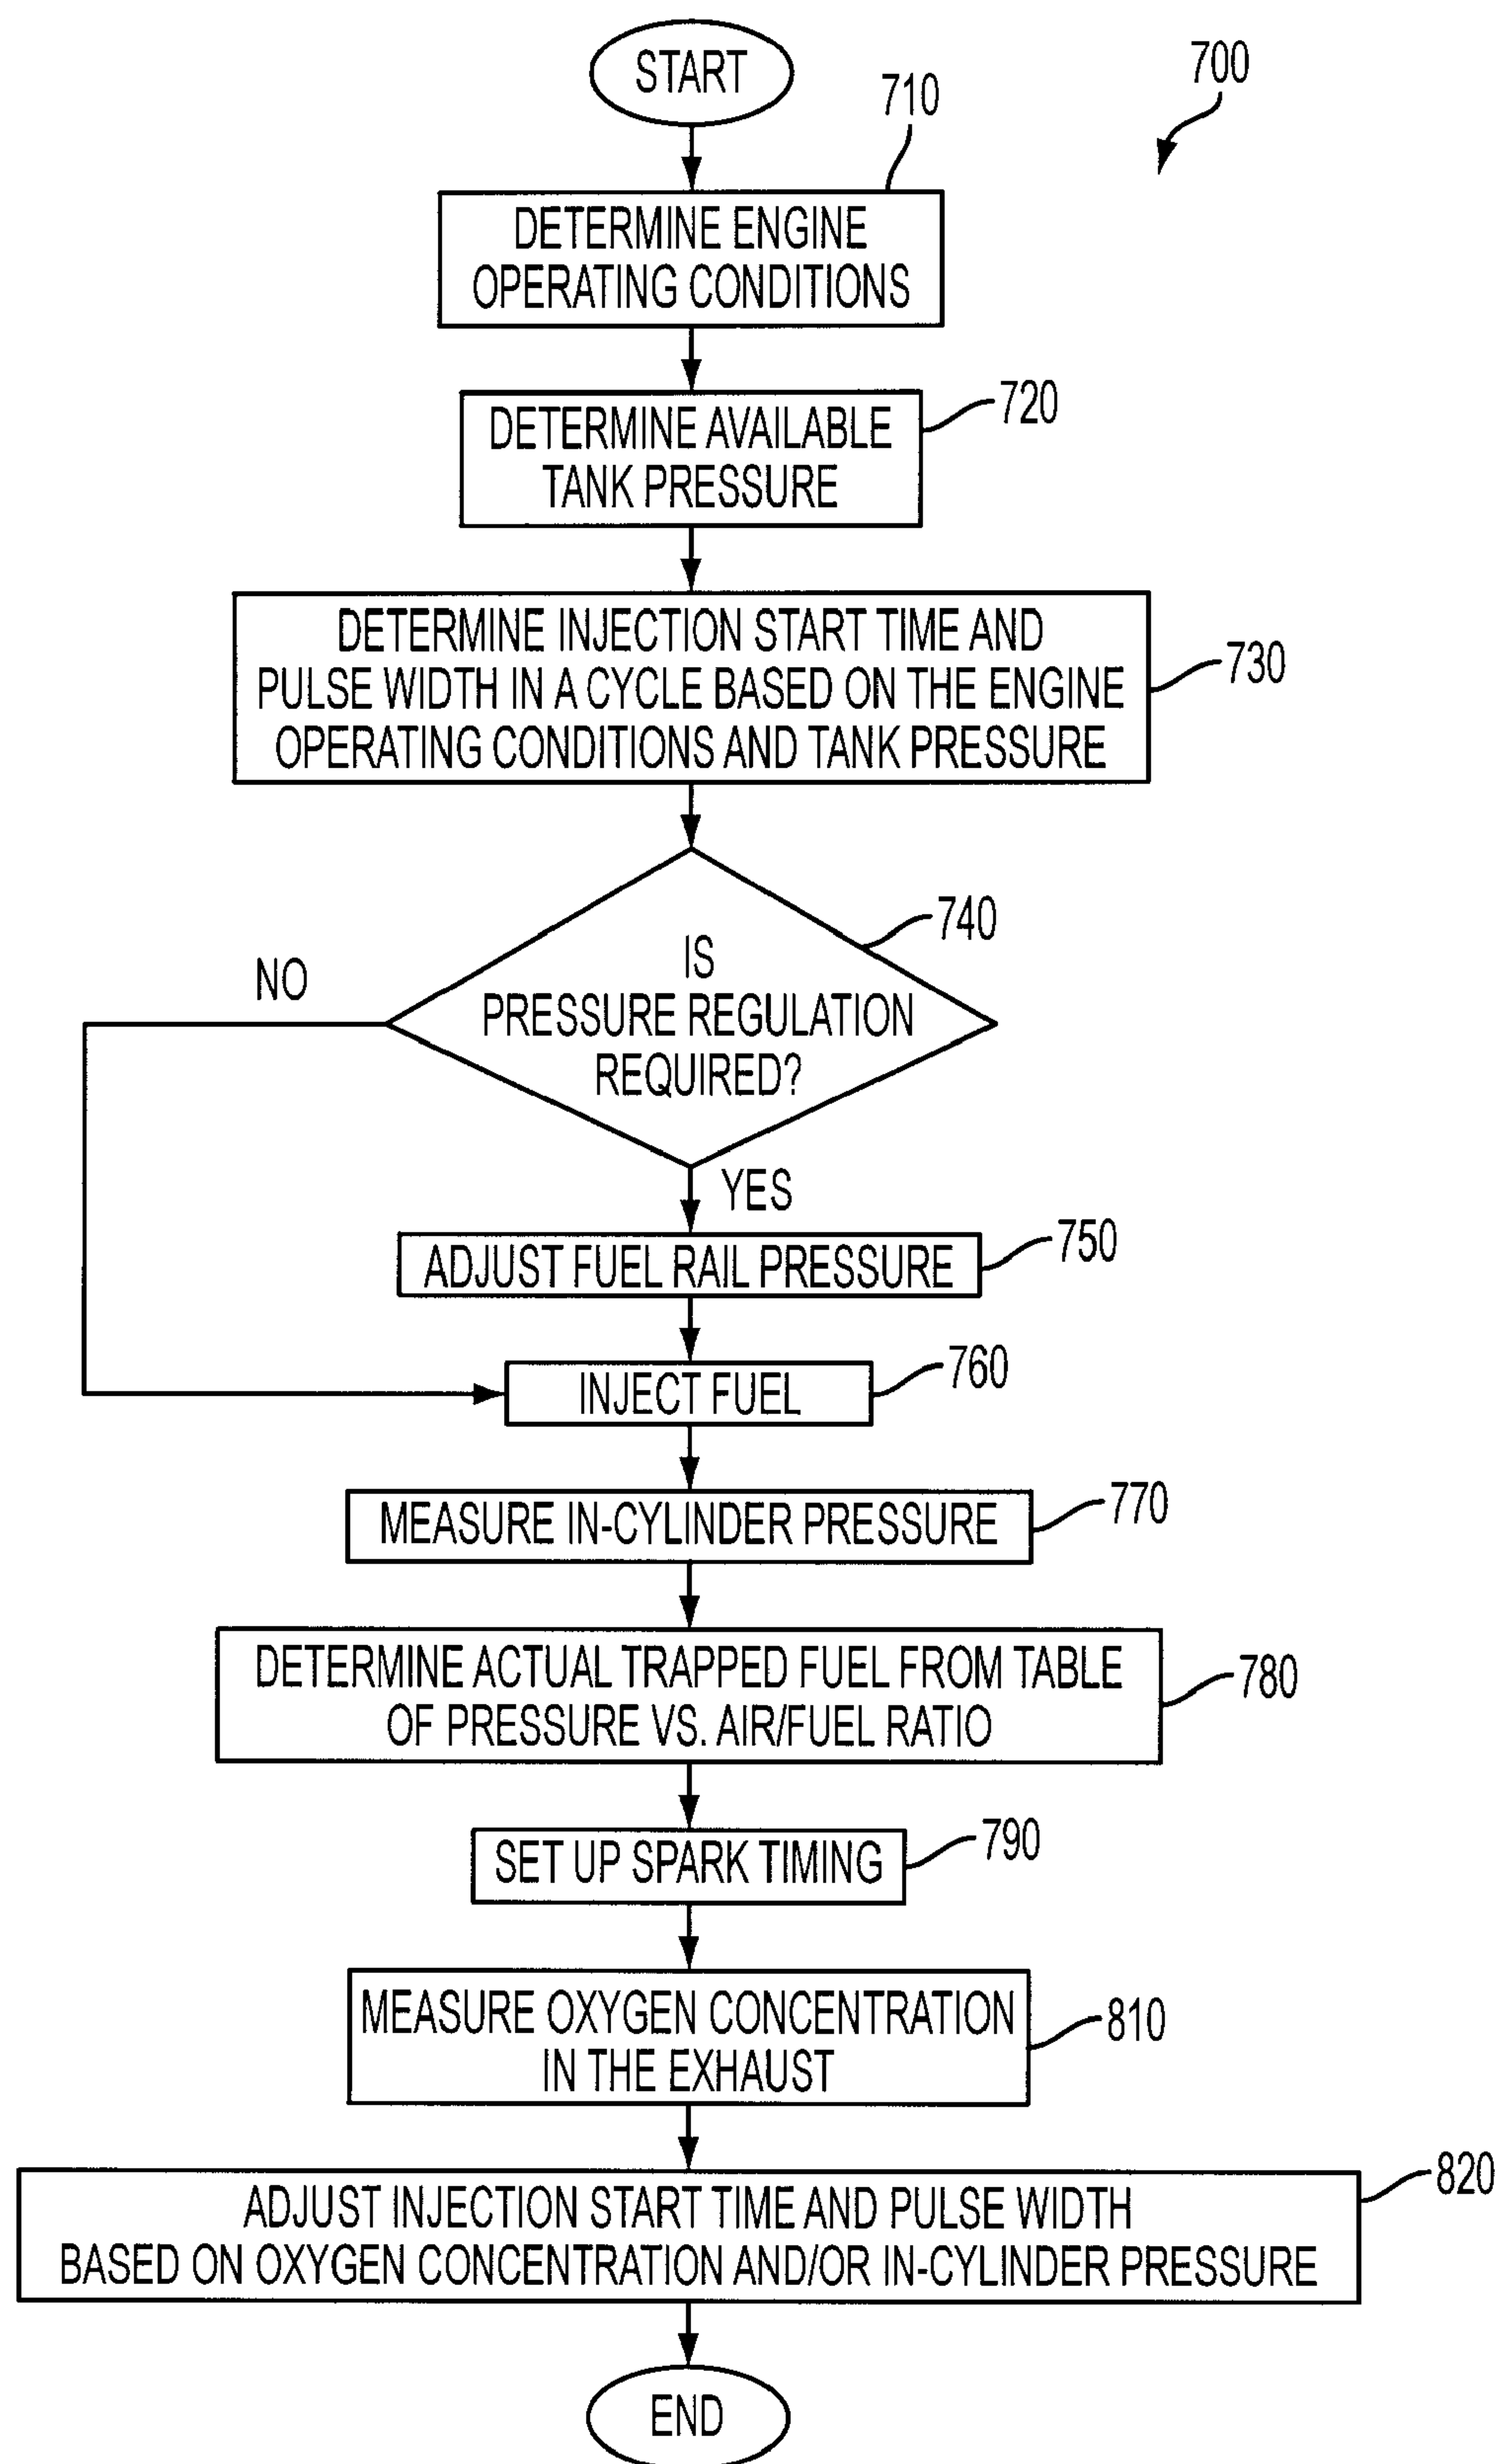 START
700
710
DETERMINE ENGINE
OPERATING CONDITIONS
720
DETERMINE AVAILABLE
TANK PRESSURE
730
DETERMINE INJECTION START TIME AND
PULSE WIDTH IN A CYCLE BASED ON THE ENGINE
OPERATING CONDITIONS AND TANK PRESSURE
740
IS
PRESSURE REGULATION
REQUIRED?
NO
YES
750
ADJUST FUEL RAIL PRESSURE
760
INJECT FUEL
770
MEASURE IN-CYLINDER PRESSURE
780
DETERMINE ACTUAL TRAPPED FUEL FROM TABLE
OF PRESSURE VS. AIR/FUEL RATIO
790
SET UP SPARK TIMING
810
MEASURE OXYGEN CONCENTRATION
IN THE EXHAUST
820
ADJUST INJECTION START TIME AND PULSE WIDTH
BASED ON OXYGEN CONCENTRATION AND/OR IN-CYLINDER PRESSURE
END